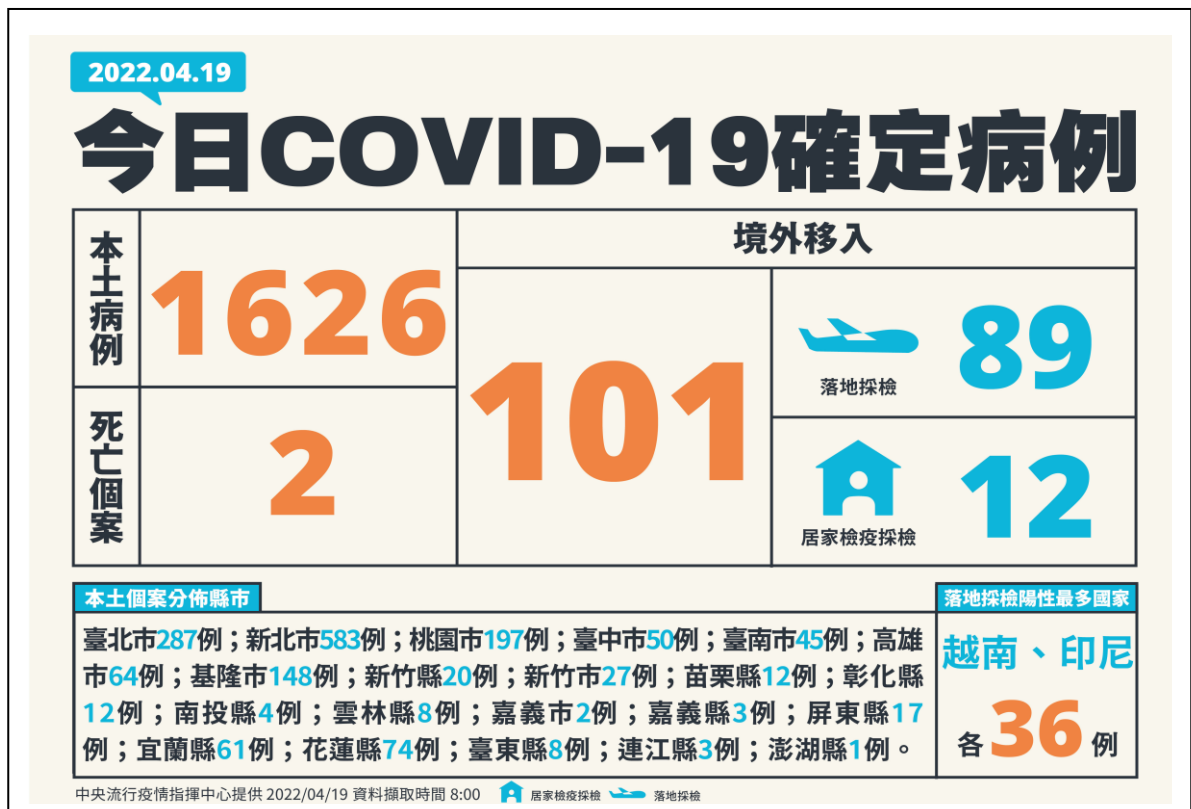 2022.04.19
今日COVID-19確定病例
本土病例
1626
死亡個案
2
境外移入
101
89
落地採檢
12
居家檢疫採檢
本土個案分佈縣市
臺北市287例；新北市583例；桃園市197例；臺中市50例；臺南市45例；高雄
市64例；基隆市148例；新竹縣20例；新竹市27例；苗栗縣12例；彰化縣
12例；南投縣4例；雲林縣8例；嘉義市2例；嘉義縣3例；屏東縣17
例；宜蘭縣61例；花蓮縣74例；臺東縣8例；連江縣3例；澎湖縣1例。
落地採檢陽性最多國家
越南、印尼
各36例
中央流行疫情指揮中心提供 2022/04/19 資料擷取時間 8:00 居家檢疫採檢 落地採檢